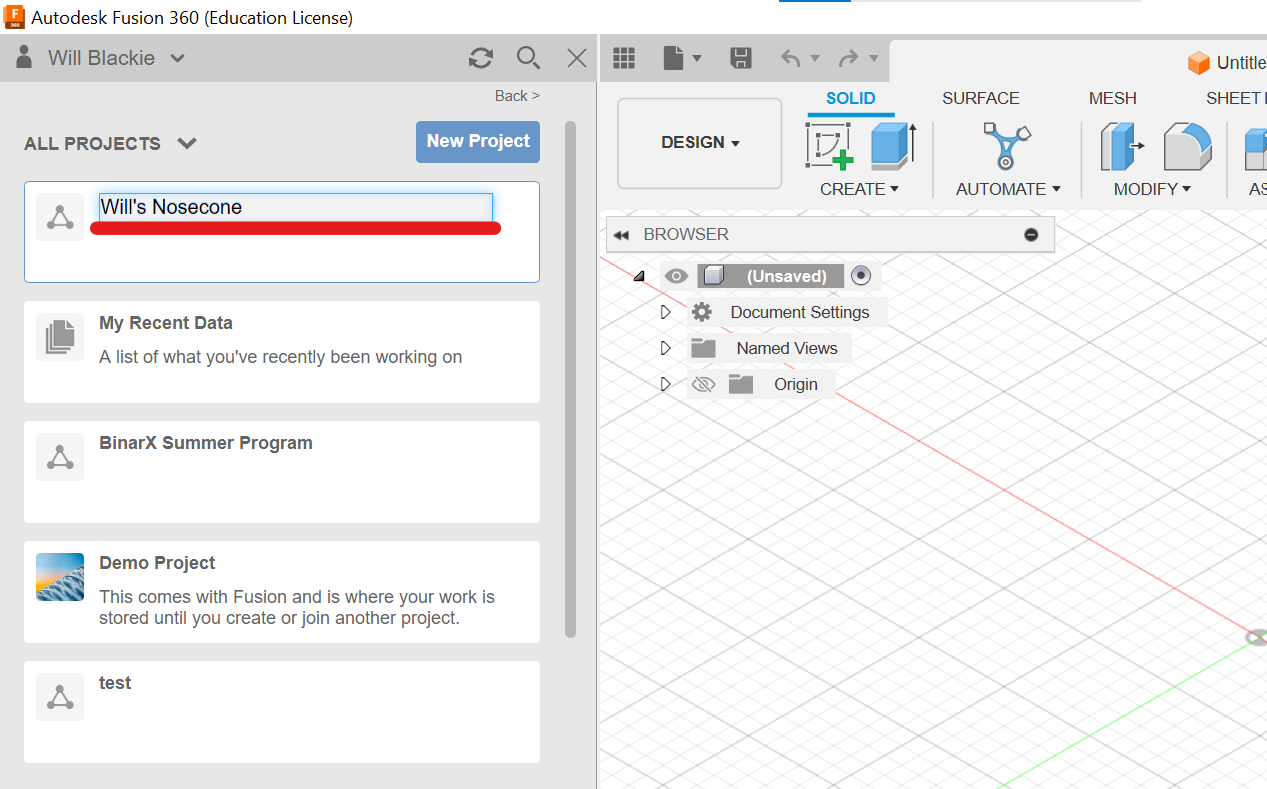 F
360
Autodesk Fusion 360 (Education License)
Will Blackie
Back >
ALL PROJECTS
New Project
Will's Nosecone
My Recent Data
A list of what you've recently been working on
BinarX Summer Program
Demo Project
This comes with Fusion and is where your work is
stored until you create or join another project.
test
Untitle
SOLID
SURFACE
MESH
SHEET
DESIGN
CREATE
AUTOMATE
MODIFY
AS
BROWSER
(Unsaved)
Document Settings
Named Views
Origin